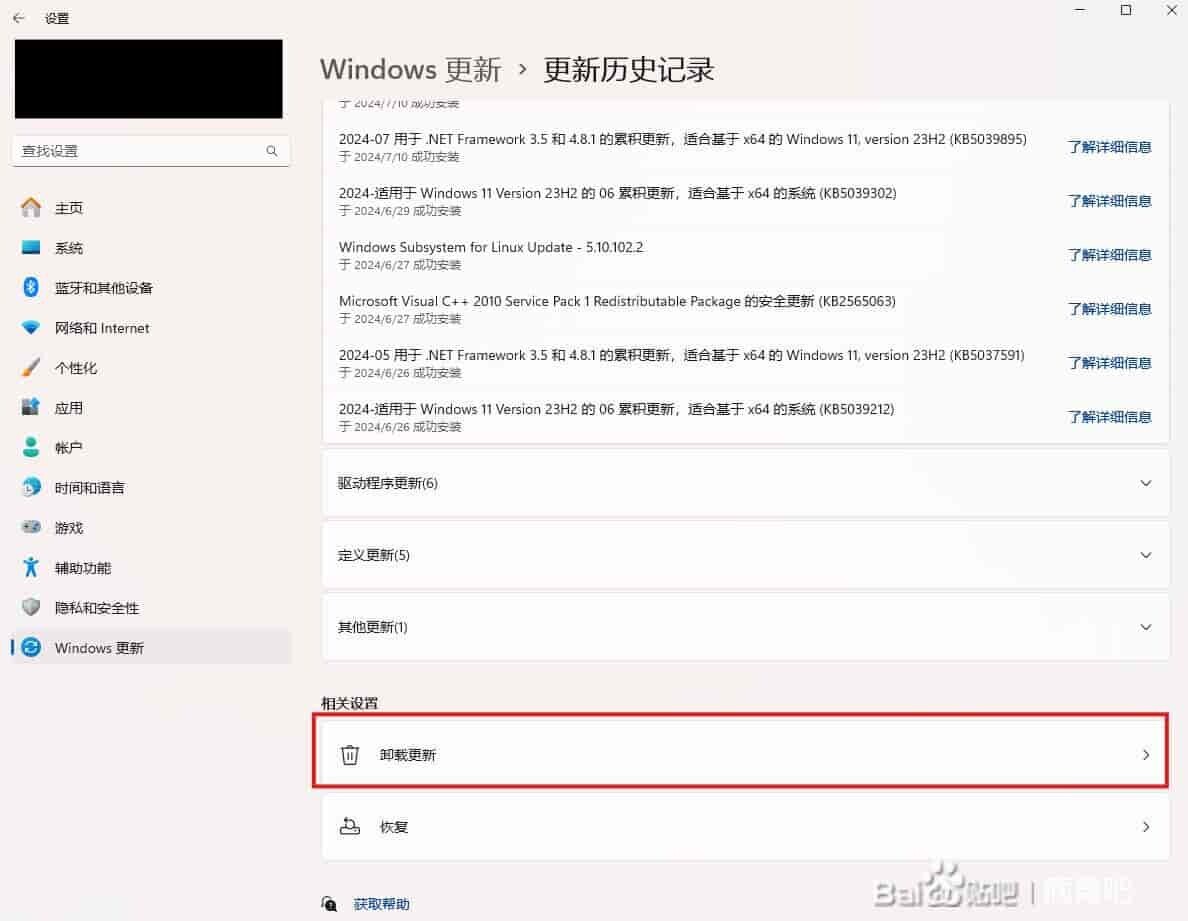 设置
Windows 更新 › 更新历史记录
查找设置
主页
系统
蓝牙和其他设备
网络和 Internet
个性化
应用
帐户
时间和语言
游戏
辅助功能
隐私和安全性
Windows 更新
于 2024/7/10 成功安装
2024-07 用于 .NET Framework 3.5 和 4.8.1 的累积更新，适合基于 x64 的 Windows 11, version 23H2 (KB5039895)
于 2024/7/10 成功安装
了解详细信息
2024-适用于 Windows 11 Version 23H2 的 06 累积更新，适合基于 x64 的系统 (KB5039302)
于 2024/6/29 成功安装
了解详细信息
Windows Subsystem for Linux Update - 5.10.102.2
于 2024/6/27 成功安装
了解详细信息
Microsoft Visual C++ 2010 Service Pack 1 Redistributable Package 的安全更新 (KB2565063)
于 2024/6/27 成功安装
了解详细信息
2024-05 用于 .NET Framework 3.5 和 4.8.1 的累积更新，适合基于 x64 的 Windows 11, version 23H2 (KB5037591)
于 2024/6/26 成功安装
了解详细信息
2024-适用于 Windows 11 Version 23H2 的 06 累积更新，适合基于 x64 的系统 (KB5039212)
于 2024/6/26 成功安装
了解详细信息
驱动程序更新(6)
定义更新(5)
其他更新(1)
相关设置
卸载更新
恢复
获取帮助
Bai 贴吧